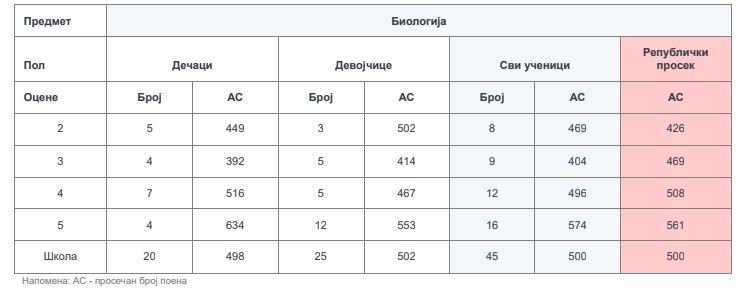 Предмет Биологија
Пол Дечаци Девојчице Сви ученици Републички просек
Оцене Број АС Број АС Број АС АС
2 5 449 3 502 8 469 426
3 4 392 5 414 9 404 469
4 7 516 5 467 12 496 508
5 4 634 12 553 16 574 561
Школа 20 498 25 502 45 500 500
Напомена: АС - просечан број поена